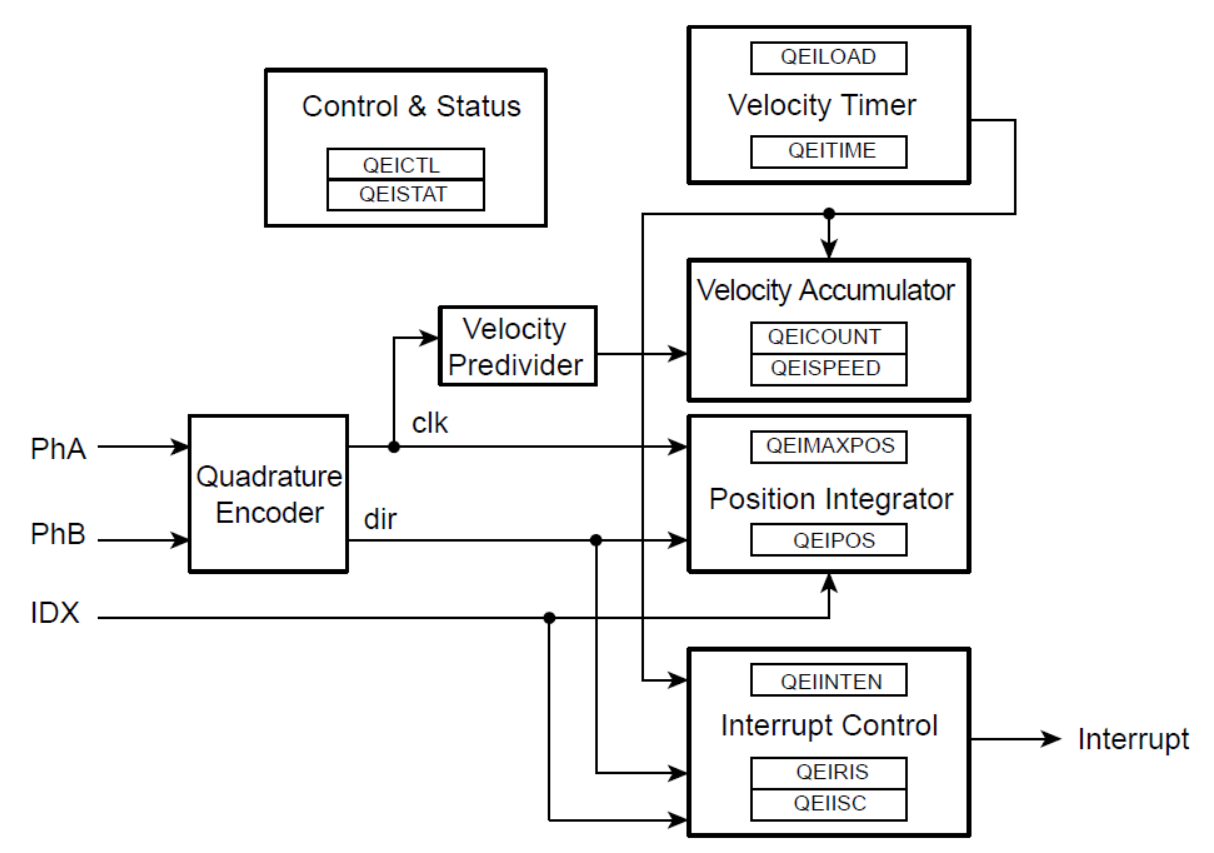 QEILOAD
Velocity Timer
QEITIME
Control & Status
QEICTL
QEISTAT
Velocity Accumulator
QEICOUNT
QEISPEED
Velocity
Predivider
clk
PhA
PhB
IDX
Quadrature
Encoder
dir
QEIMAXPOS
Position Integrator
QEIPOS
QEIINTEN
Interrupt Control
QEIRIS
QEIISC
Interrupt